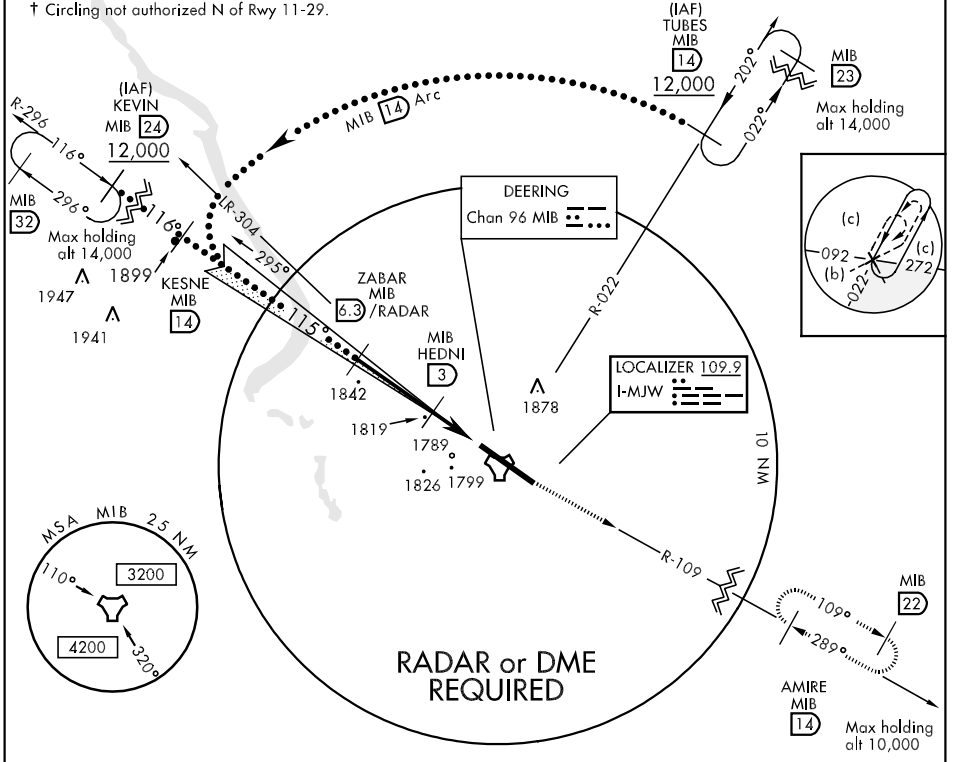 † Circling not authorized N of Rwy 11-29.
(IAF)
TUBES
MIB
14
12,000
202°
022°
MIB
23
Max holding
alt 14,000
MIB 14 Arc
(IAF)
KEVIN
MIB 24
12,000
R-296
116°
296°
MIB
32
Max holding
alt 14,000
116°
1899
1947
1941
KESNE
MIB
14
LR-304
295°
115°
DEERING
Chan 96 MIB
ZABAR
MIB
6.3 /RADAR
MIB
HEDNI
3
R-022
(c)
(c)
092
272
(b)
022
LOCALIZER 109.9
I-MJW
1842
1878
1819
1789
1826
1799
10 NM
MSA MIB 25 NM
110°
3200
4200
320°
R-109
109°
289°
MIB
22
AMIRE
MIB
14
Max holding
alt 10,000
RADAR or DME
REQUIRED